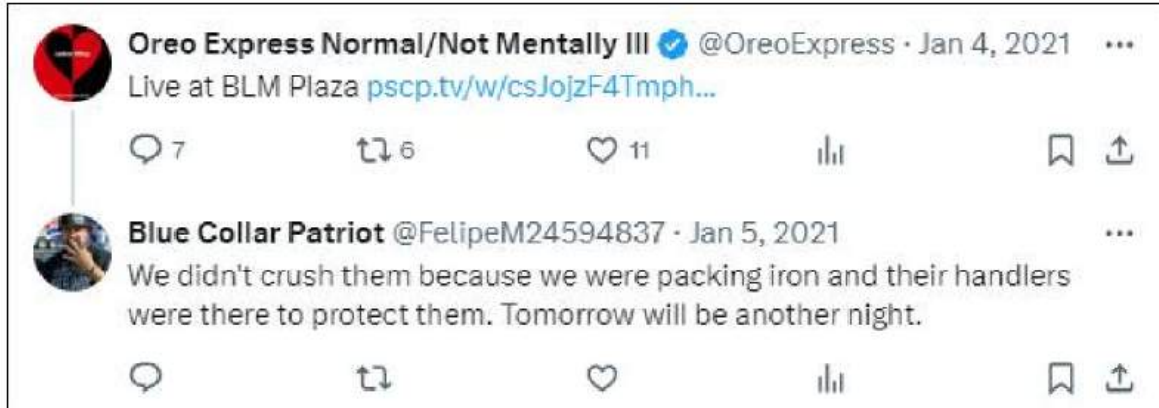 Oreo Express Normal/Not Mentally Ill @OreoExpress · Jan 4, 2021
Live at BLM Plaza pscp.tv/w/csJojzF4Tmph...
7 6 11
Blue Collar Patriot @FelipeM24594837 · Jan 5, 2021
We didn't crush them because we were packing iron and their handlers
were there to protect them. Tomorrow will be another night.